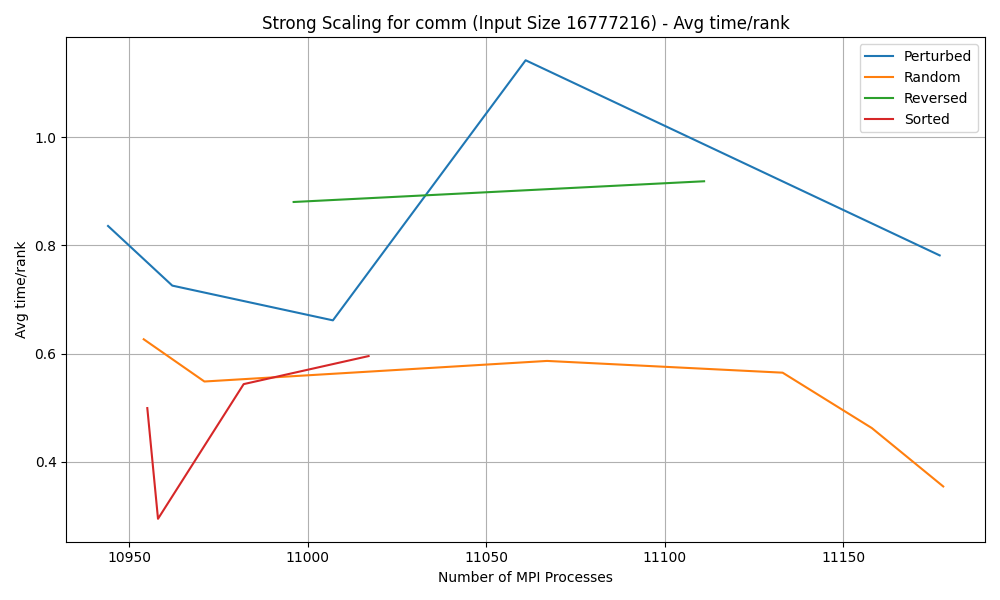 Strong Scaling for comm (Input Size 16777216) - Avg time/rank
Perturbed
Random
Reversed
Sorted
1.0
0.8
0.6
0.4
Avg time/rank
10950
11000
11050
11100
11150
Number of MPI Processes